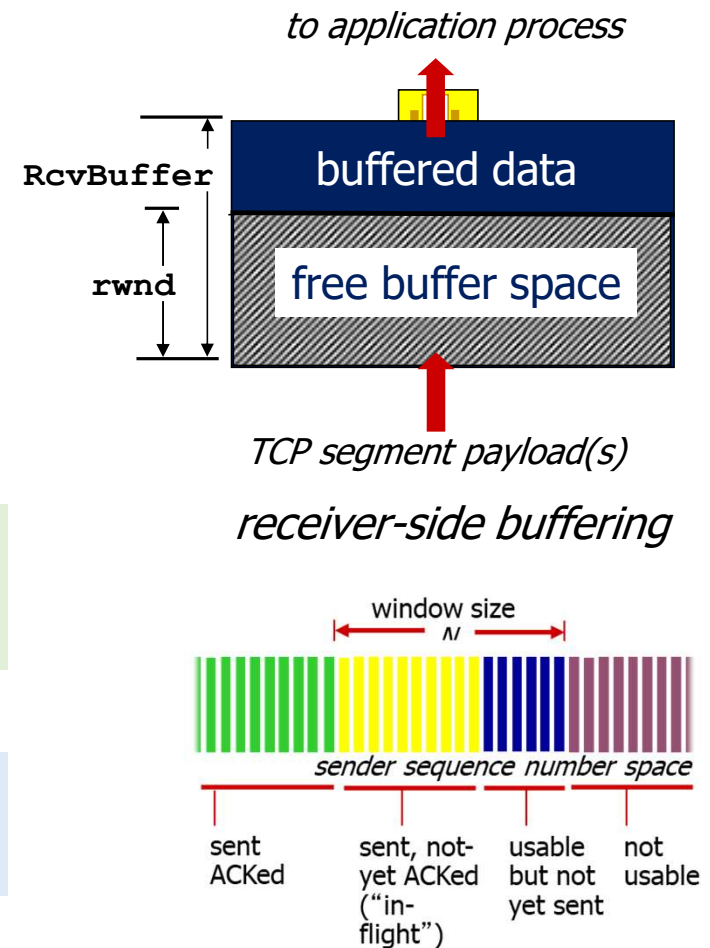 to application process
RcvBuffer
buffered data
rwnd
free buffer space
TCP segment payload(s)
receiver-side buffering
window size
N
sender sequence number space
sent
ACKed
sent, not-
yet ACKed
(“in-
flight”)
usable
but not
yet sent
not
usable